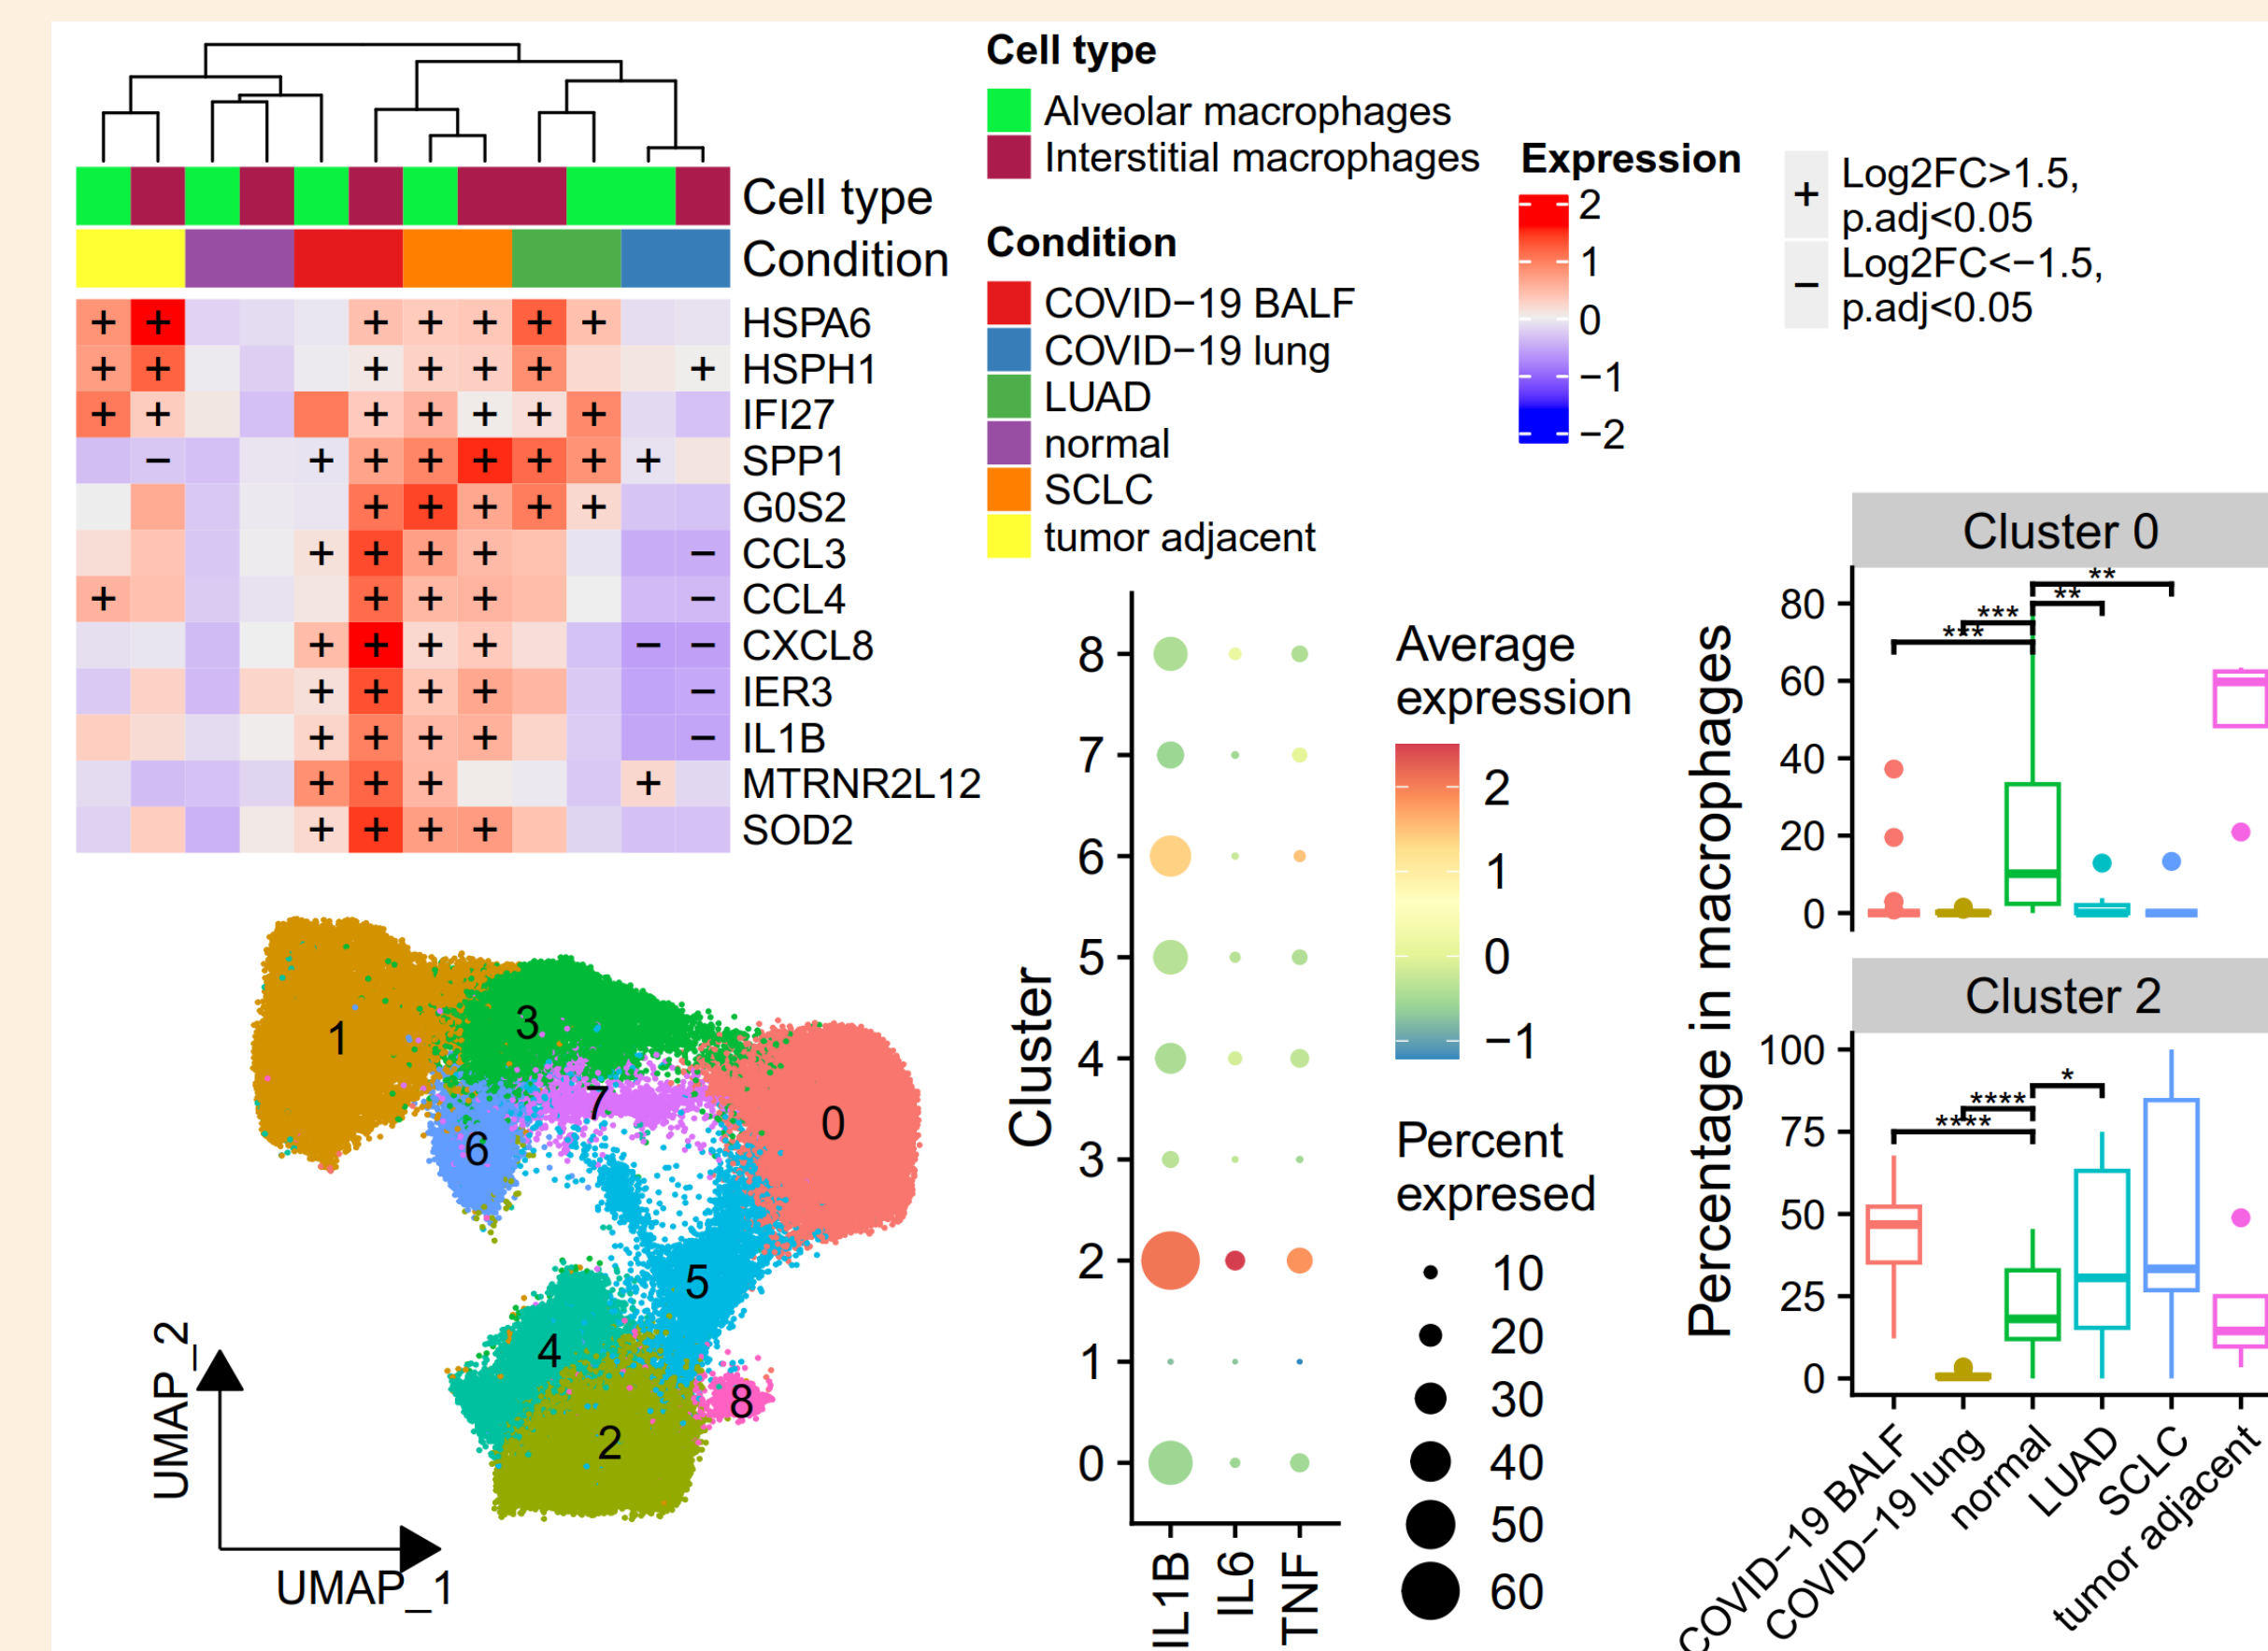 Cell type
Condition
HSPA6
HSPH1
IFI27
SPP1
G0S2
CCL3
CCL4
CXCL8
IER3
IL1B
MTRNR2L12
SOD2
Cell type
Alveolar macrophages
Interstitial macrophages
Condition
COVID−19 BALF
COVID−19 lung
LUAD
normal
SCLC
tumor adjacent
Expression
2
1
0
−1
−2
+ Log2FC>1.5,
p.adj<0.05
− Log2FC<−1.5,
p.adj<0.05
1
3
7
0
6
5
4
8
2
UMAP_2
UMAP_1
Cluster
8
7
6
5
4
3
2
1
0
IL1B
IL6
TNF
Average
expression
2
1
0
−1
Percent
expresed
10
20
30
40
50
60
Percentage in macrophages
Cluster 0
80
60
40
20
0
**
**
***
***
Cluster 2
100
75
50
25
0
*
****
****
COVID−19 BALF
COVID−19 lung
normal
LUAD
SCLC
tumor adjacent